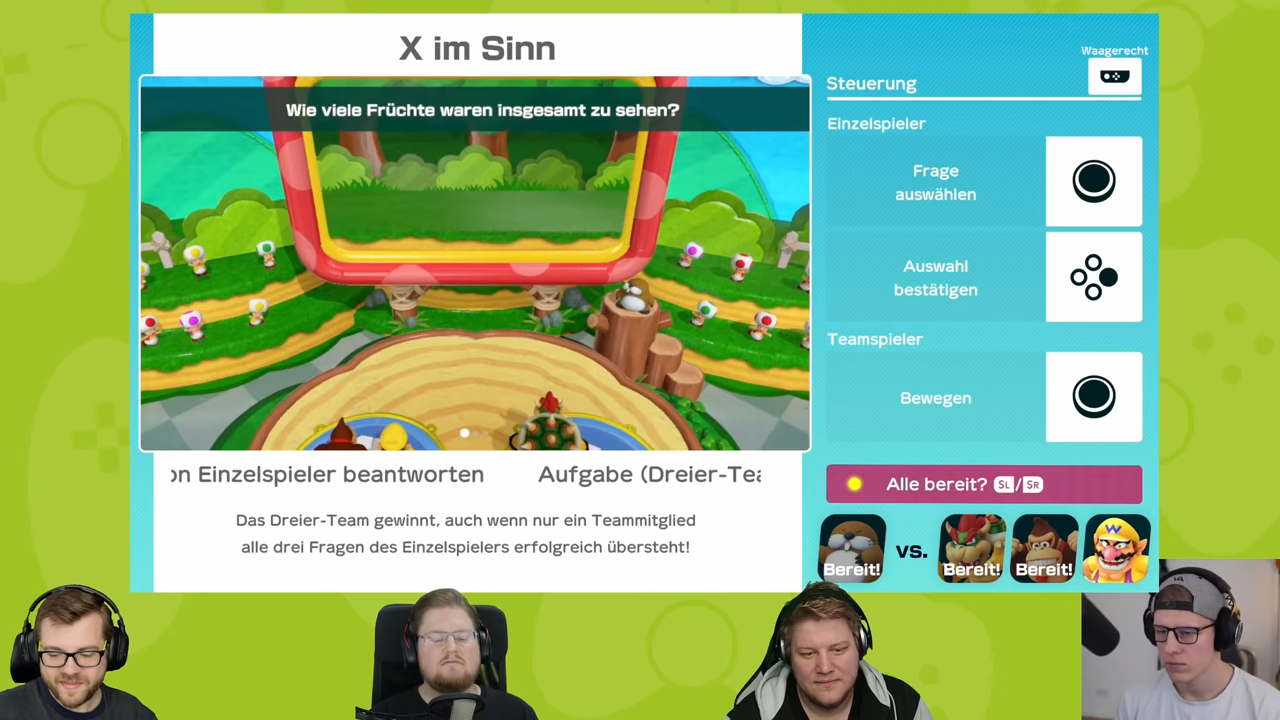 X im Sinn
Wie viele Früchte waren insgesamt zu sehen?
on Einzelspieler beantworten
Aufgabe (Dreier-Tea
Das Dreier-Team gewinnt, auch wenn nur ein Teammitglied
alle drei Fragen des Einzelspielers erfolgreich übersteht!
Waagerecht
Steuerung
Einzelspieler
Frage
auswählen
Auswahl
bestätigen
Teamspieler
Bewegen
Alle bereit? SL/SR
Bereit!
vs.
Bereit!
Bereit!
W